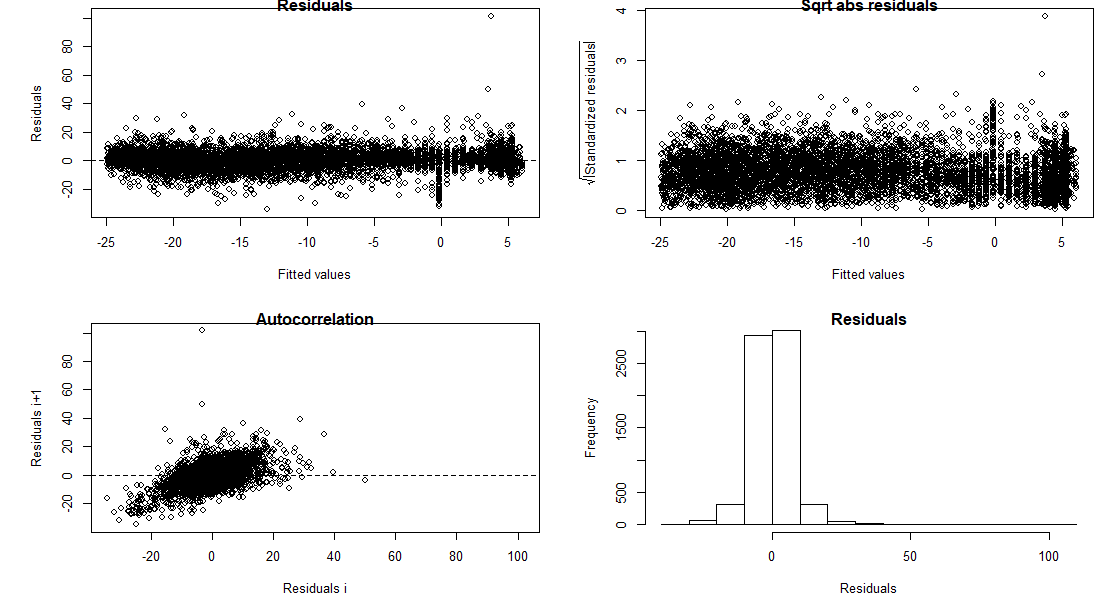 Residuals
Residuals
80
60
40
20
0
-20
-25 -20 -15 -10 -5 0 5
Fitted values
Sqrt abs residuals
√|Standardized residuals|
4
3
2
1
0
-25 -20 -15 -10 -5 0 5
Fitted values
Autocorrelation
Residuals i+1
80
60
40
20
0
-20
-20 0 20 40 60 80 100
Residuals i
Residuals
Frequency
2500
1500
500
0
0 50 100
Residuals